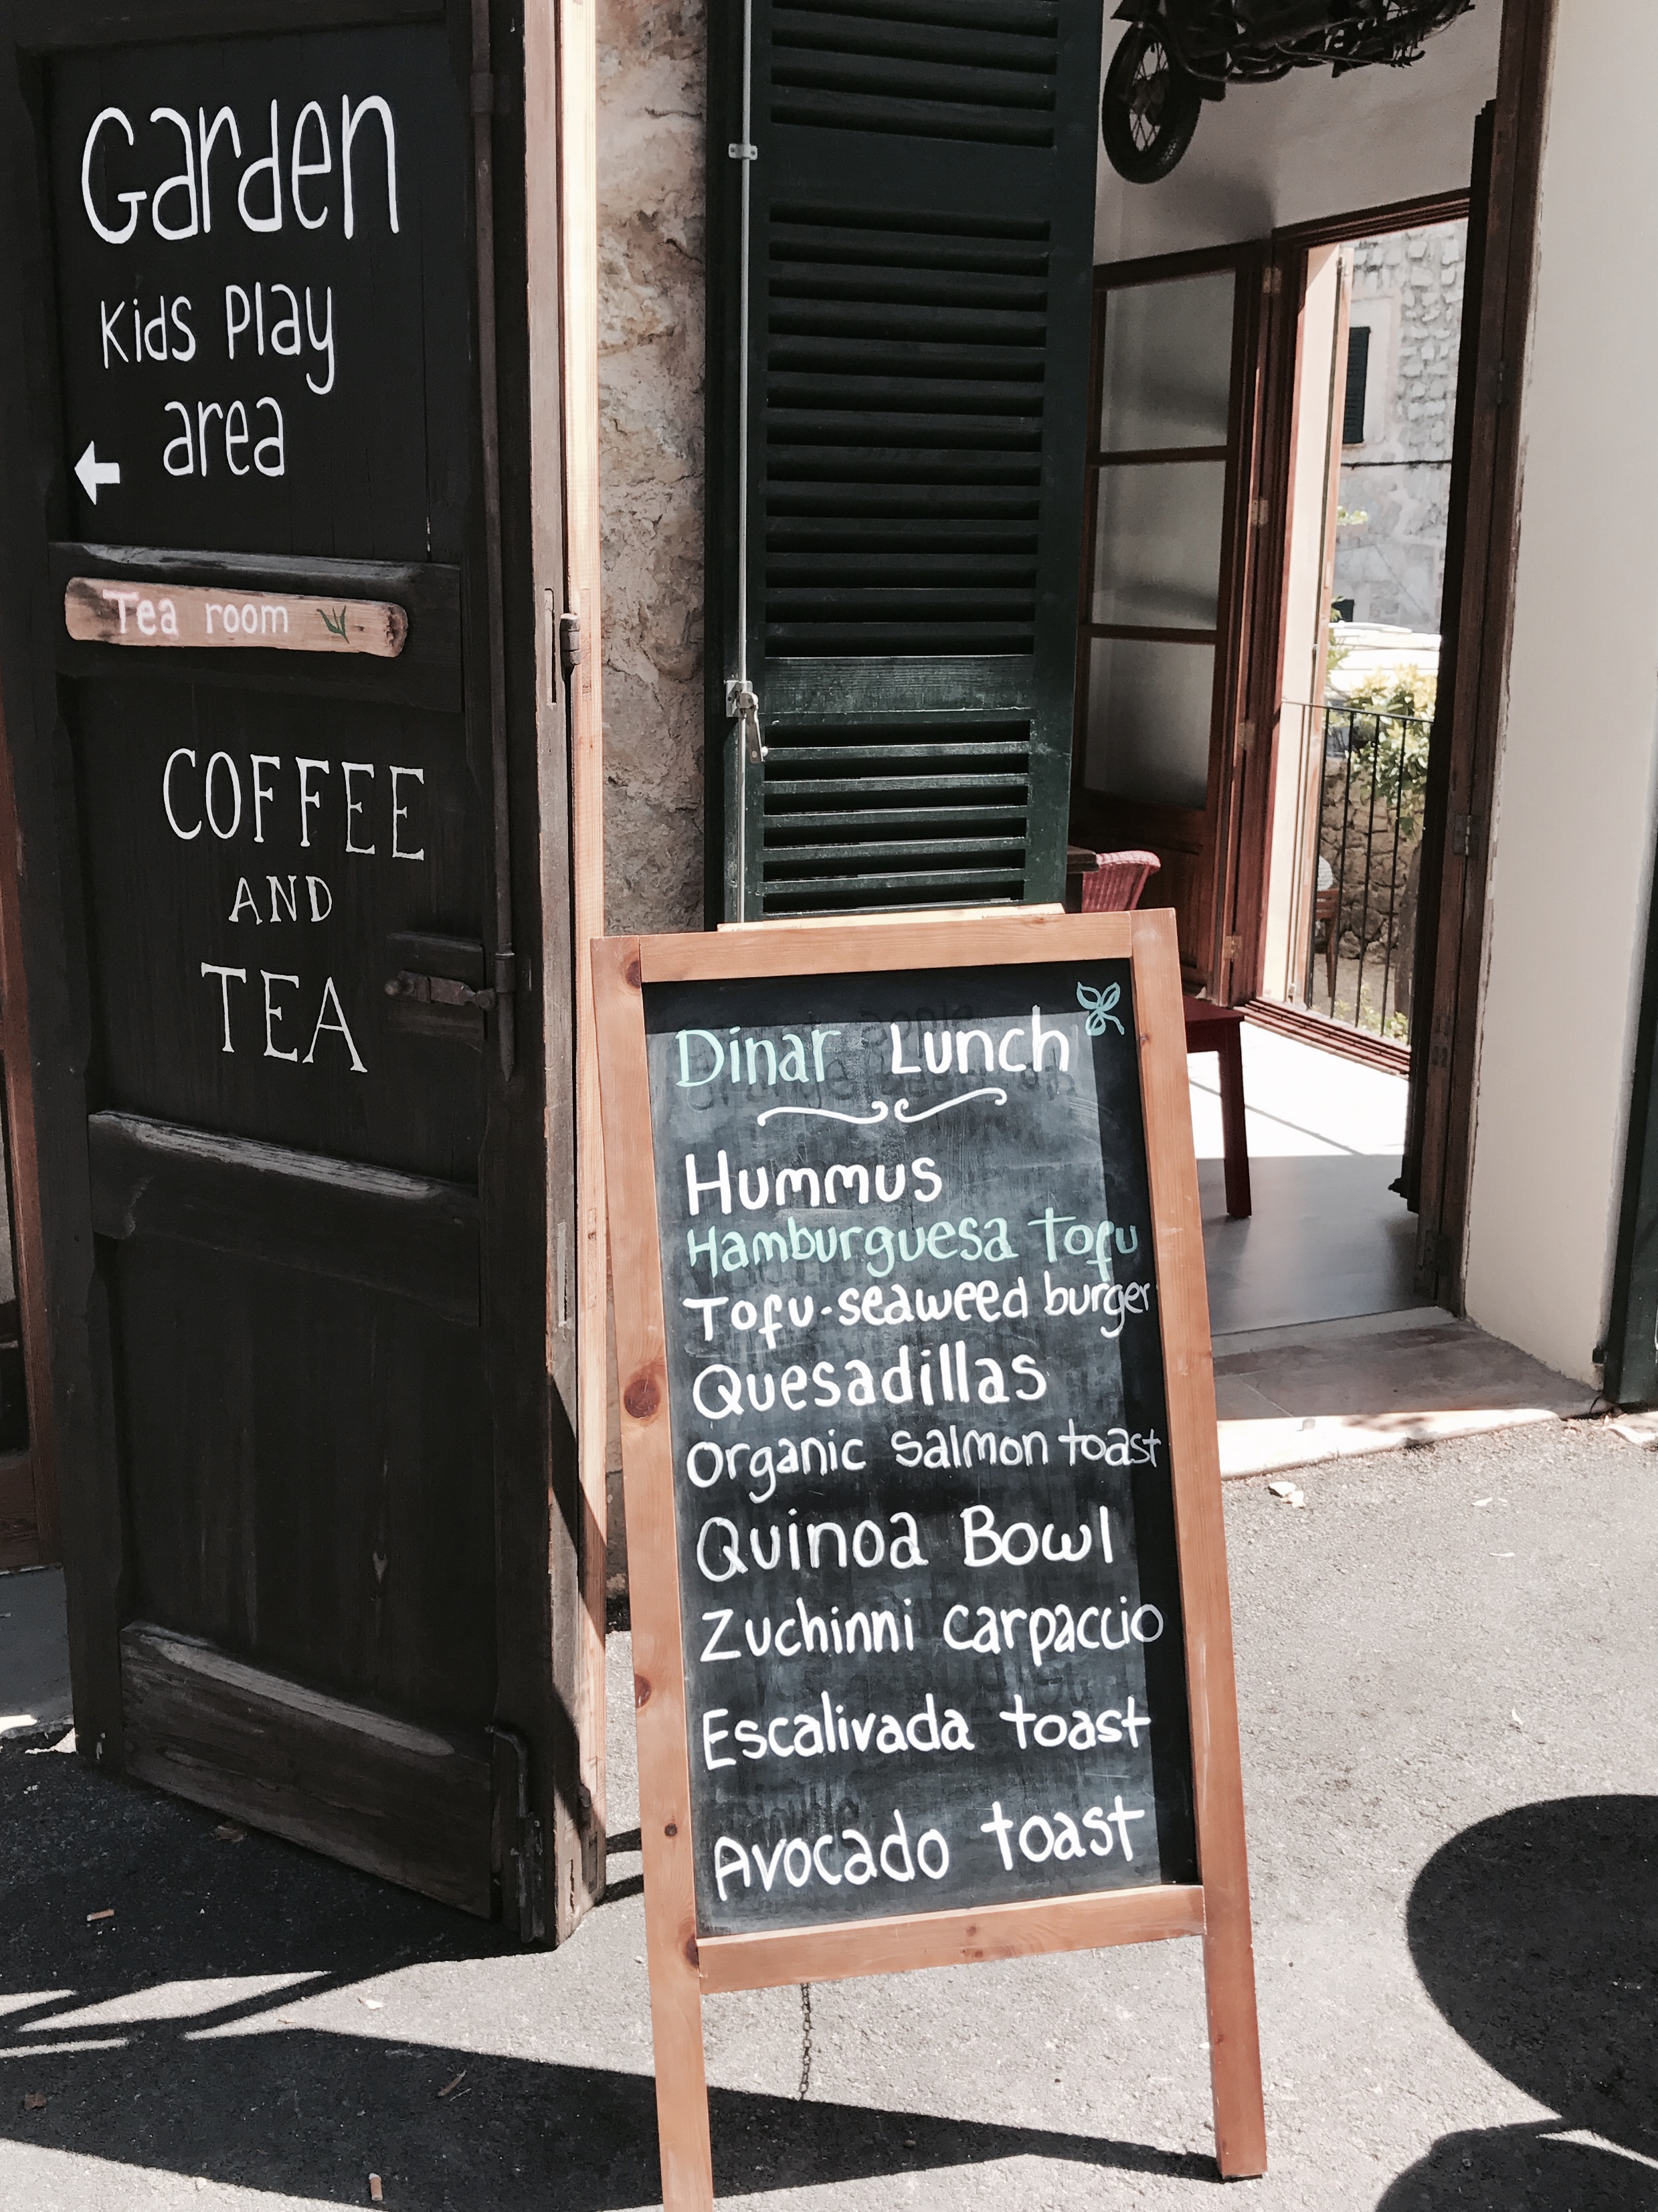 Garden
Kids Play
area
Tea room
COFFEE
AND
TEA
Dinar Lunch
Hummus
Hamburguesa tofu
Tofu-seaweed burger
Quesadillas
Organic salmon toast
Quinoa Bowl
Zuchinni carpaccio
Escalivada toast
Avocado toast